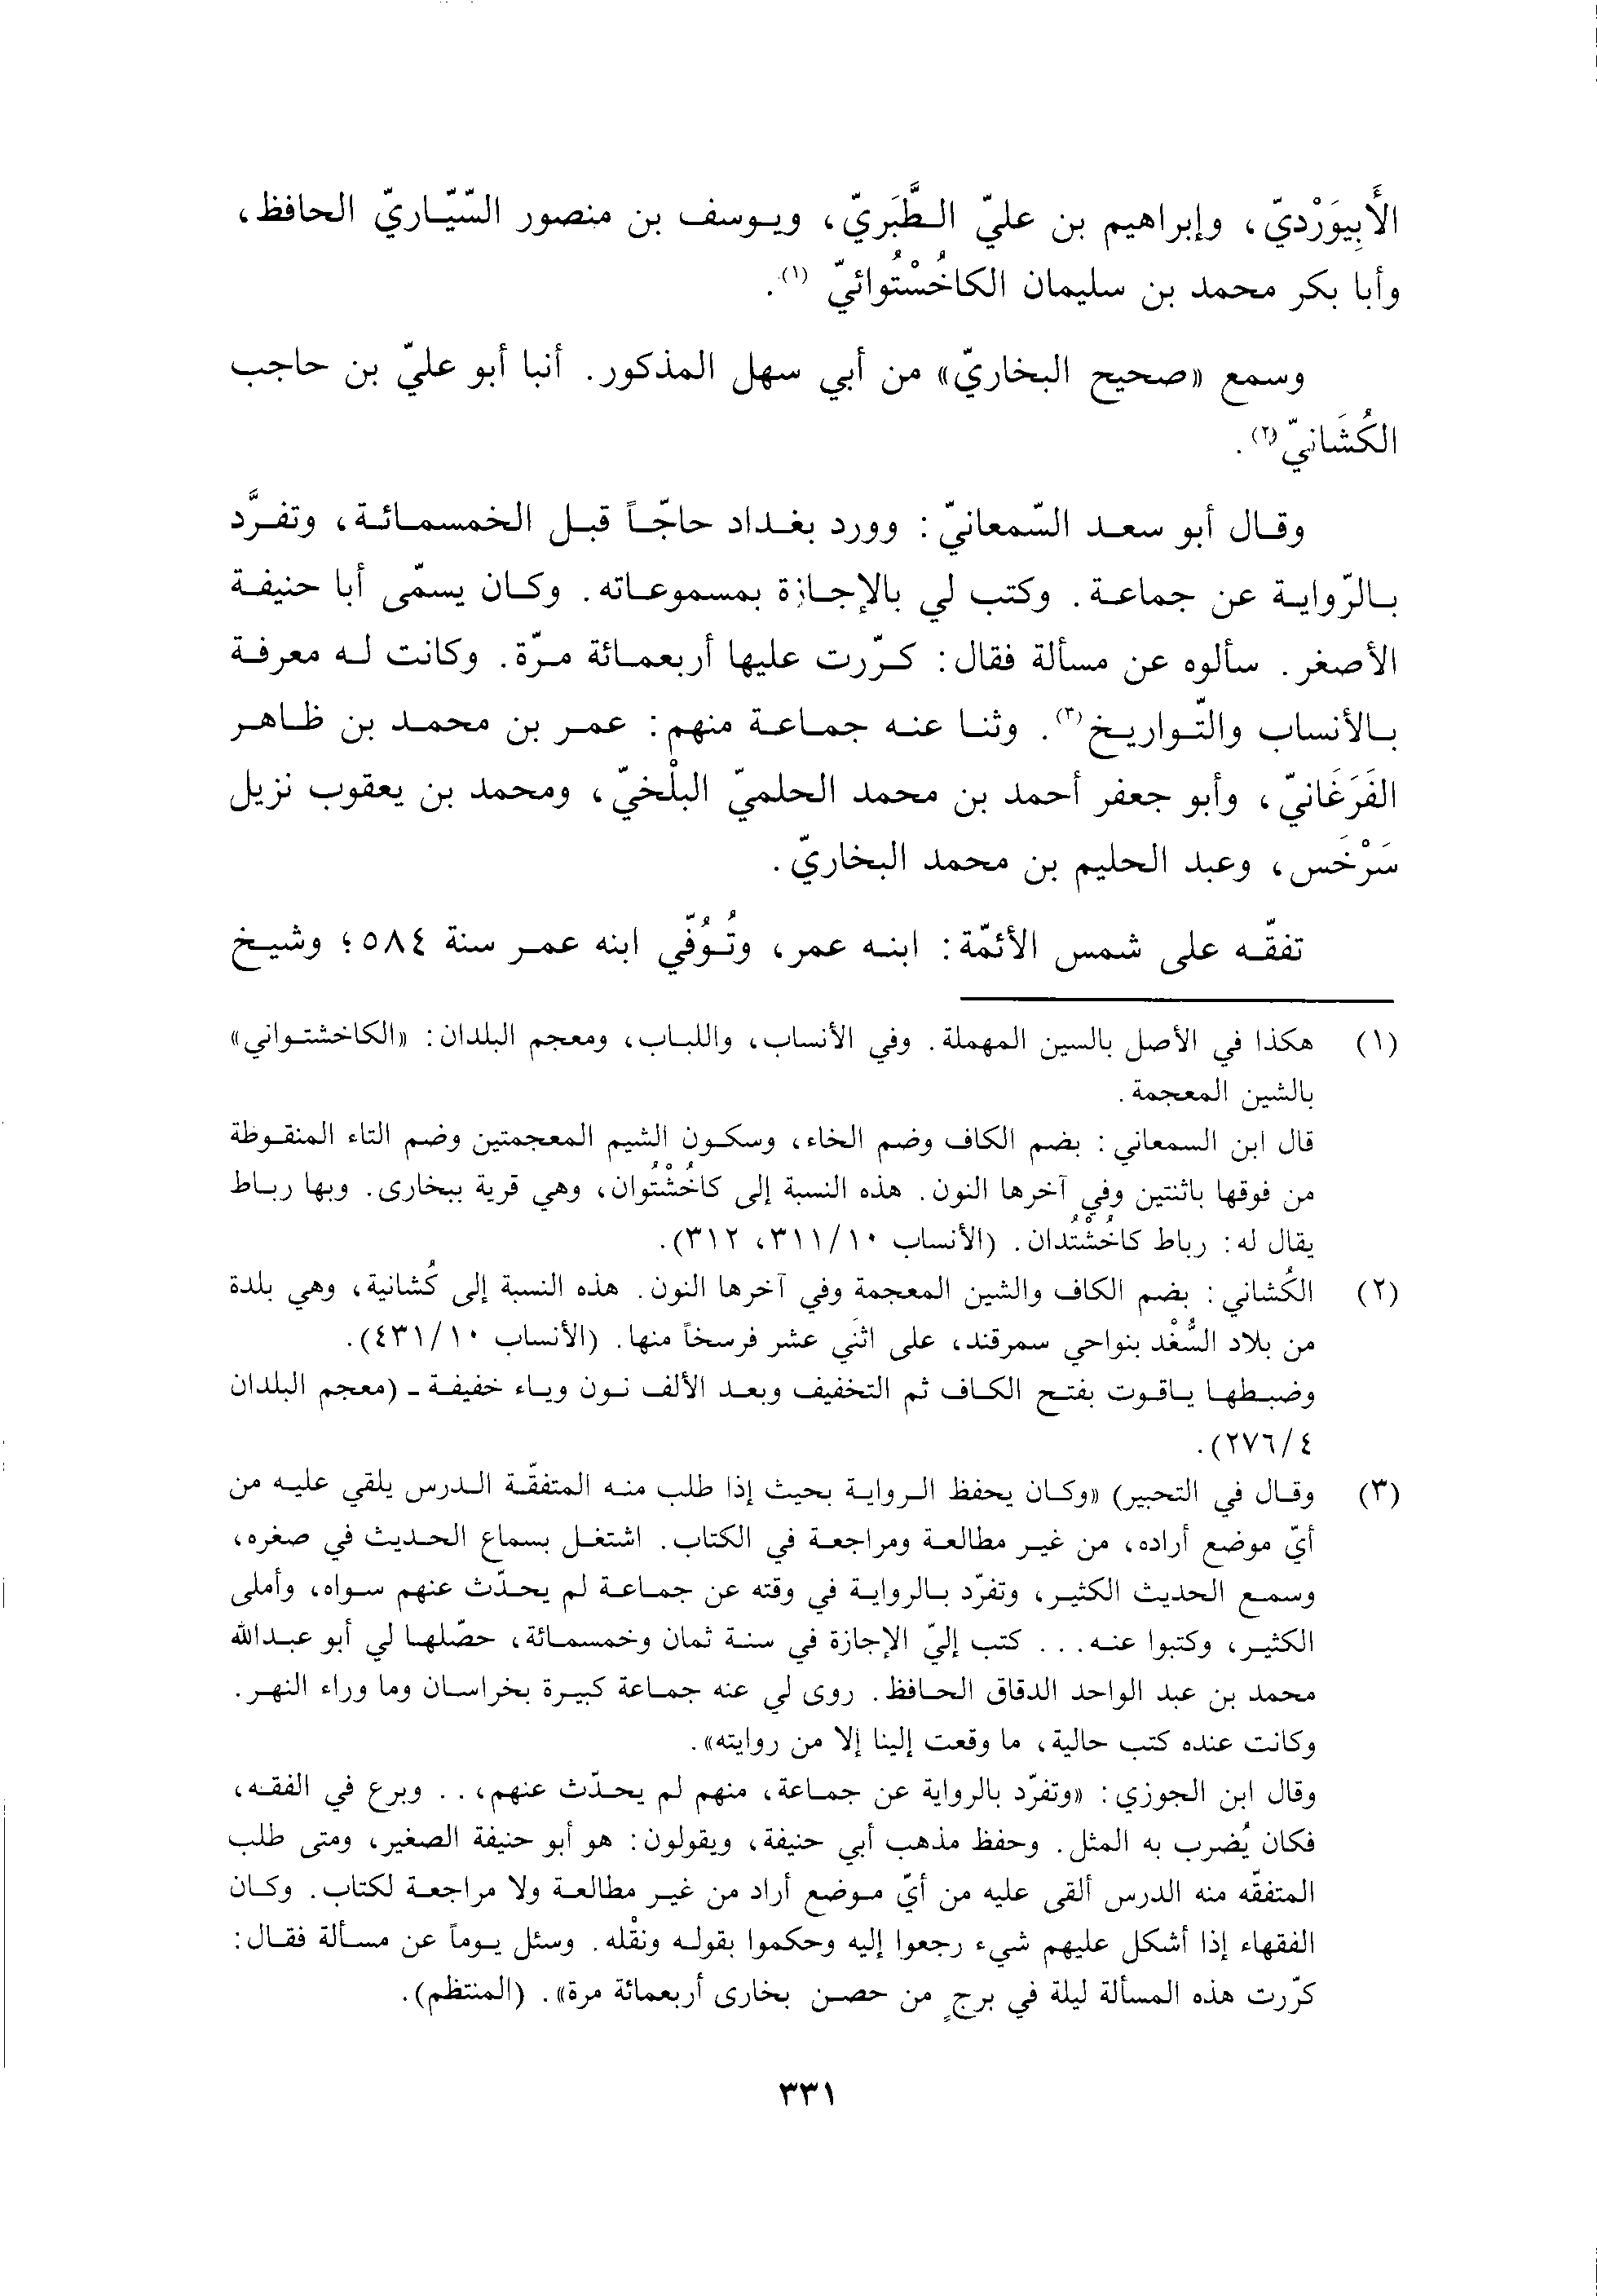 الأَبِيوَرْديّ، وإبراهيم بن عليّ الطَّبَريّ، ويوسف بن منصور السّيّاريّ الحافظ،
وأبا بكر محمد بن سليمان الكاخُسْتُوائيّ (١).
وسمع «صحيح البخاريّ» من أبي سهل المذكور. أنبا أبو عليّ بن حاجب
الكُشَانيّ (٢).
وقال أبو سعد السّمعانيّ: وورد بغداد حاجّاً قبل الخمسمائة، وتفرَّد
بالرّواية عن جماعة. وكتب لي بالإجازة بمسموعاته. وكان يسمّى أبا حنيفة
الأصغر. سألوه عن مسألة فقال: كرّرت عليها أربعمائة مرّة. وكانت له معرفة
بالأنساب والتّواريخ (٣). وثنا عنه جماعة منهم: عمر بن محمد بن ظاهر
الفَرَغَانيّ، وأبو جعفر أحمد بن محمد الحلميّ البلْخيّ، ومحمد بن يعقوب نزيل
سَرْخَس، وعبد الحليم بن محمد البخاريّ.
تفقّه على شمس الأئمّة: ابنه عمر، وتُوُفّي ابنه عمر سنة ٥٨٤؛ وشيخ
(١) هكذا في الأصل بالسين المهملة. وفي الأنساب، واللباب، ومعجم البلدان: «الكاخشتواني»
بالشين المعجمة.
قال ابن السمعاني: بضم الكاف وضم الخاء، وسكون الشيم المعجمتين وضم التاء المنقوطة
من فوقها باثنتين وفي آخرها النون. هذه النسبة إلى كاخُشْتُوان، وهي قرية ببخارى. وبها رباط
يقال له: رباط كاخُشْتُدان. (الأنساب ٣١١/١٠، ٣١٢).
(٢) الكُشاني: بضم الكاف والشين المعجمة وفي آخرها النون. هذه النسبة إلى كُشانية، وهي بلدة
من بلاد السُّغْد بنواحي سمرقند، على اثنَي عشر فرسخاً منها. (الأنساب ٤٣١/١٠).
وضبطها ياقوت بفتح الكاف ثم التخفيف وبعد الألف نون وياء خفيفة ـ (معجم البلدان
٢٧٦/٤).
(٣) وقال في التحبير) «وكان يحفظ الرواية بحيث إذا طلب منه المتفقّة الدرس يلقي عليه من
أيّ موضع أراده، من غير مطالعة ومراجعة في الكتاب. اشتغل بسماع الحديث في صغره،
وسمع الحديث الكثير، وتفرّد بالرواية في وقته عن جماعة لم يحدّث عنهم سواه، وأملى
الكثير، وكتبوا عنه... كتب إليّ الإجازة في سنة ثمان وخمسمائة، حصّلها لي أبو عبدالله
محمد بن عبد الواحد الدقاق الحافظ. روى لي عنه جماعة كبيرة بخراسان وما وراء النهر.
وكانت عنده كتب حالية، ما وقعت إلينا إلا من روايته».
وقال ابن الجوزي: «وتفرّد بالرواية عن جماعة، منهم لم يحدّث عنهم،.. وبرع في الفقه،
فكان يُضرب به المثل. وحفظ مذهب أبي حنيفة، ويقولون: هو أبو حنيفة الصغير، ومتى طلب
المتفقّه منه الدرس ألقى عليه من أيّ موضع أراد من غير مطالعة ولا مراجعة لكتاب. وكان
الفقهاء إذا أشكل عليهم شيء رجعوا إليه وحكموا بقوله ونقْله. وسئل يوماً عن مسألة فقال:
كرّرت هذه المسألة ليلة في برجٍ من حصن بخارى أربعمائة مرة». (المنتظم).
٣٣١